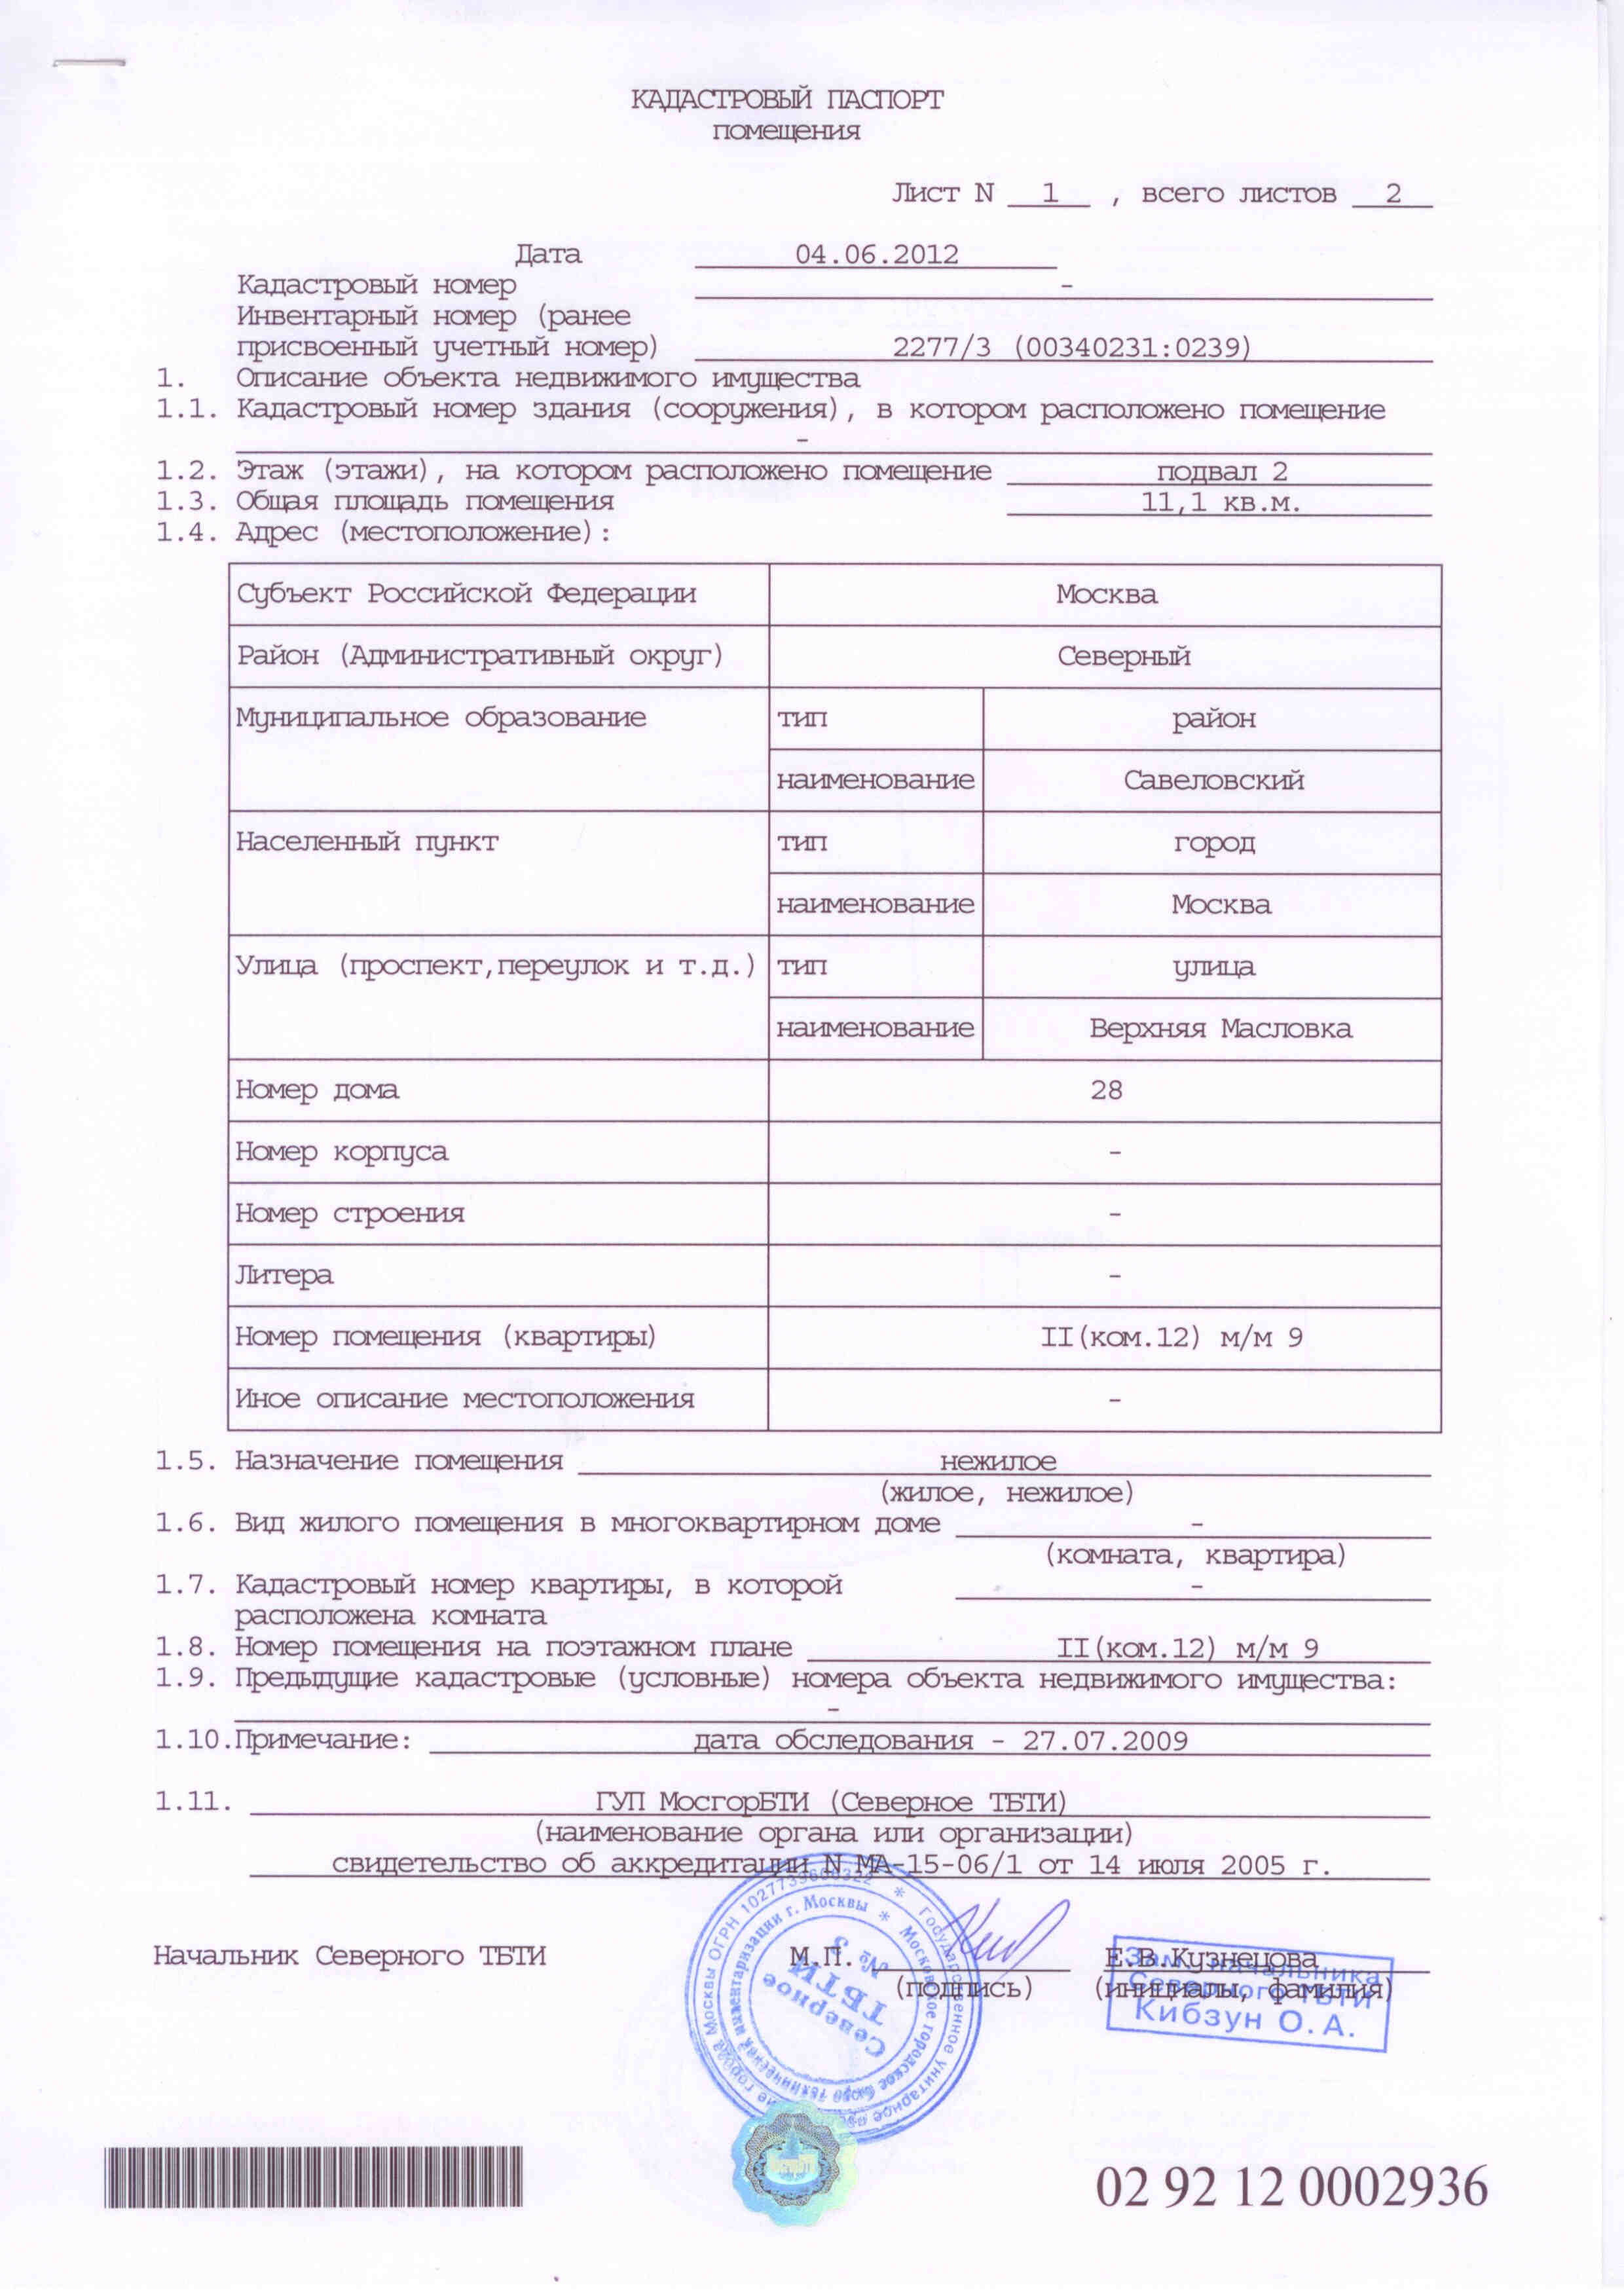 КАДАСТРОВЫЙ ПАСПОРТ
помещения
Лист N 1 , всего листов 2
Дата 04.06.2012
Кадастровый номер -
Инвентарный номер (ранее
присвоенный учетный номер) 2277/3 (00340231:0239)
1. Описание объекта недвижимого имущества
1.1. Кадастровый номер здания (сооружения), в котором расположено помещение
-
1.2. Этаж (этажи), на котором расположено помещение подвал 2
1.3. Общая площадь помещения 11,1 кв.м.
1.4. Адрес (местоположение):
Субъект Российской Федерации Москва
Район (Административный округ) Северный
Муниципальное образование тип район
наименование Савеловский
Населенный пункт тип город
наименование Москва
Улица (проспект,переулок и т.д.) тип улица
наименование Верхняя Масловка
Номер дома 28
Номер корпуса -
Номер строения -
Литера -
Номер помещения (квартиры) II(ком.12) м/м 9
Иное описание местоположения -
1.5. Назначение помещения нежилое
(жилое, нежилое)
1.6. Вид жилого помещения в многоквартирном доме -
(комната, квартира)
1.7. Кадастровый номер квартиры, в которой -
расположена комната
1.8. Номер помещения на поэтажном плане II(ком.12) м/м 9
1.9. Предыдущие кадастровые (условные) номера объекта недвижимого имущества:
-
1.10.Примечание: дата обследования - 27.07.2009
1.11. ГУП МосгорБТИ (Северное ТБТИ)
(наименование органа или организации)
свидетельство об аккредитации N МА-15-06/1 от 14 июля 2005 г.
Начальник Северного ТБТИ М.П. Е.В.Кузнецова
(подпись) (инициалы, фамилия)
Зам. начальника
Северного ТБТИ
Кибзун О.А.
Северное
ТБТИ
№ 3
02 92 12 0002936